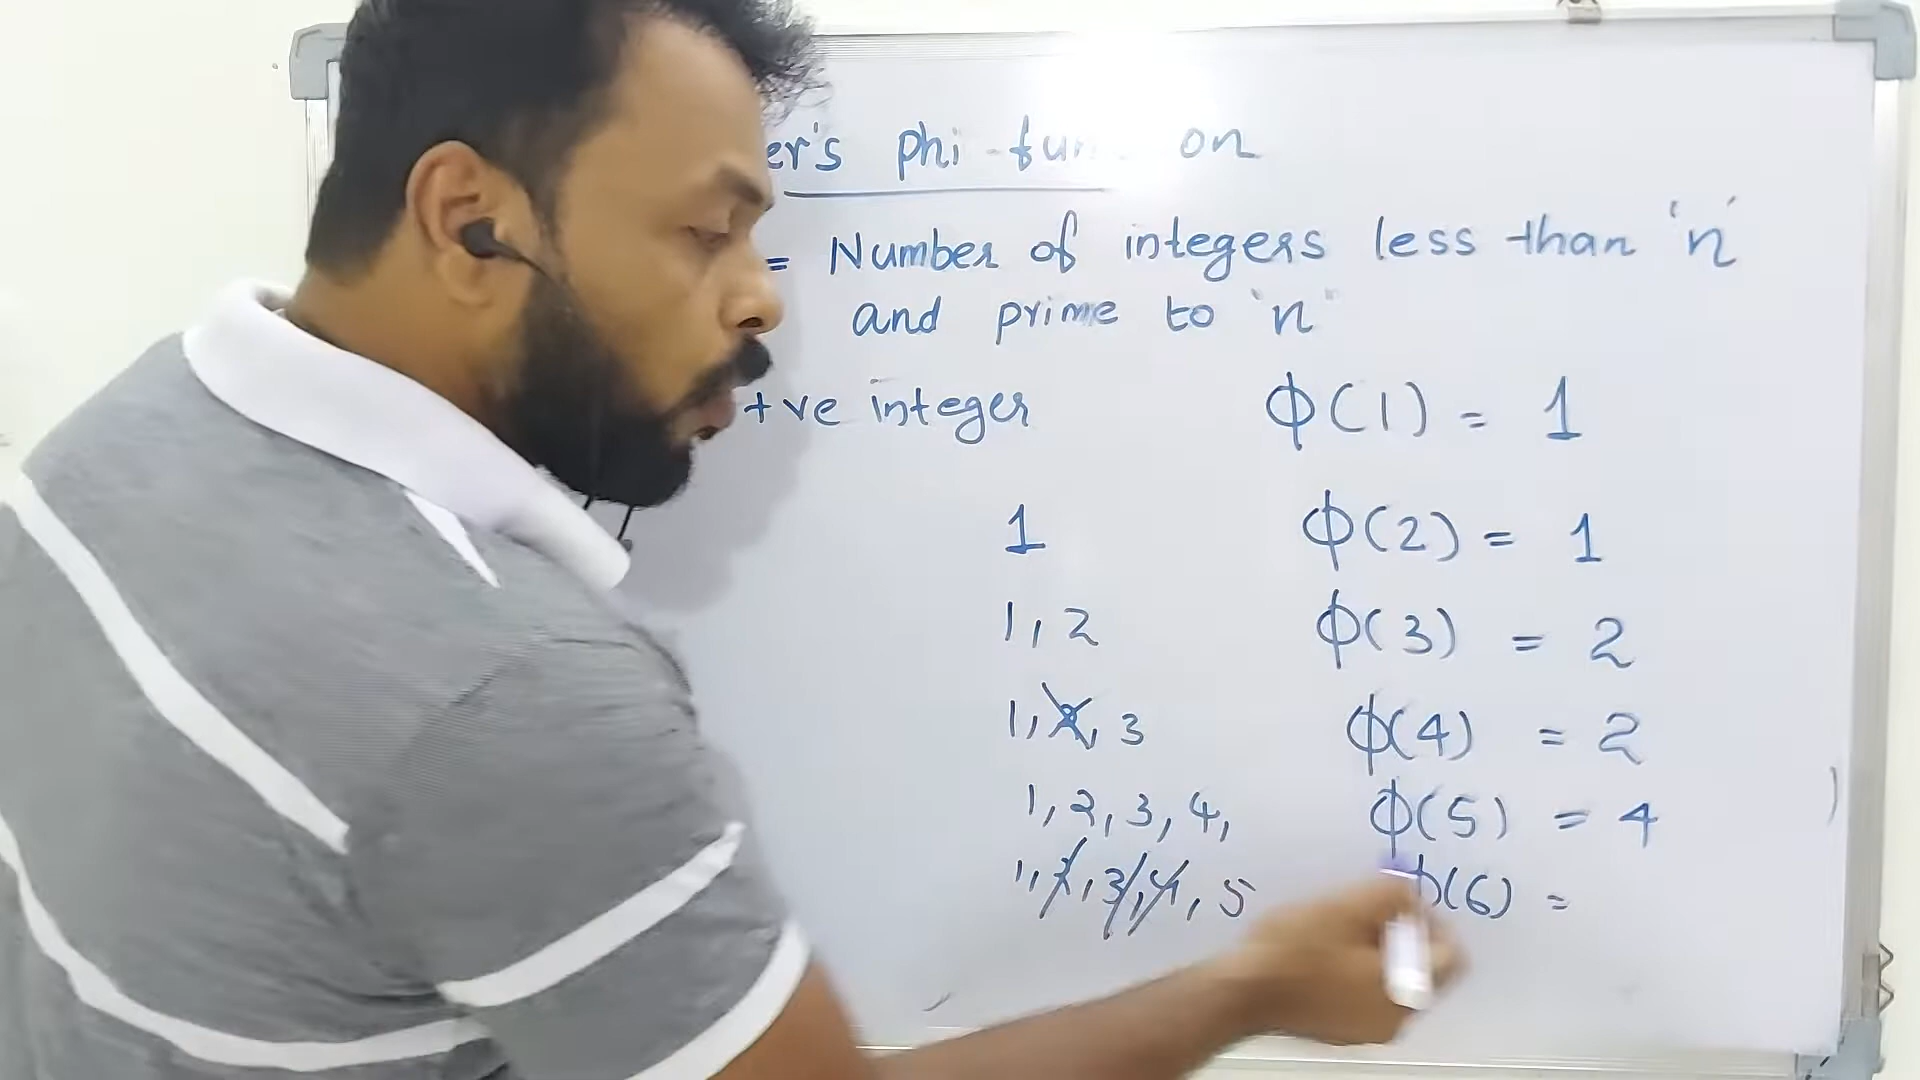 er's phi-fun on
= Number of integers less than 'n'
and prime to 'n'
+ve integer φ(1) = 1
1 φ(2) = 1
1, 2 φ(3) = 2
1, 2, 3 φ(4) = 2
1, 2, 3, 4, φ(5) = 4
1, 2, 3, 4, 5 φ(6) =